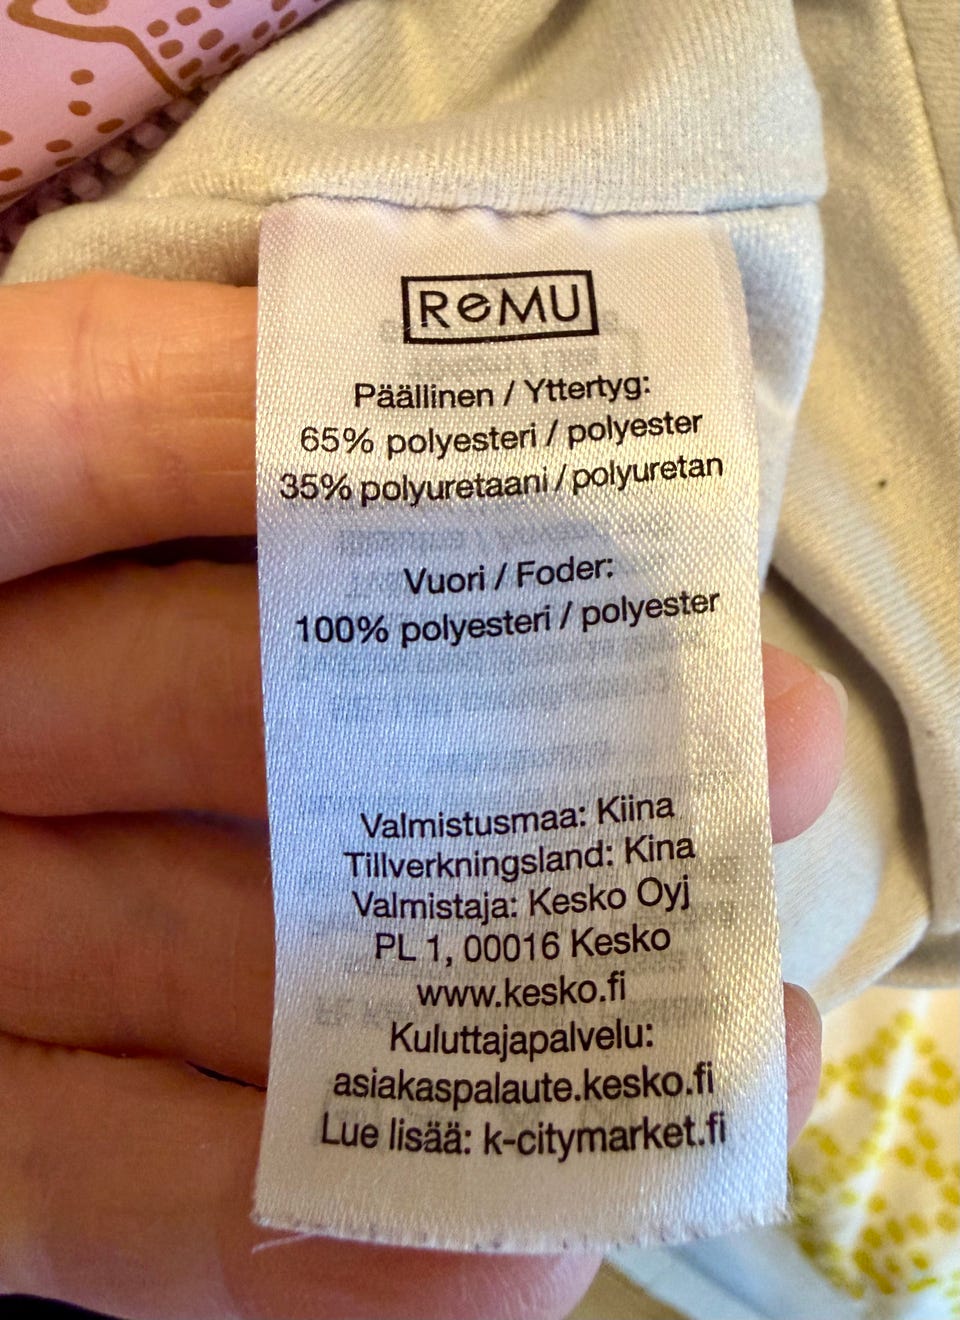 ReMU
Päällinen / Yttertyg:
65% polyesteri / polyester
35% polyuretaani / polyuretan
Vuori / Foder:
100% polyesteri / polyester
Valmistusmaa: Kiina
Tillverkningsland: Kina
Valmistaja: Kesko Oyj
PL 1, 00016 Kesko
www.kesko.fi
Kuluttajapalvelu:
asiakaspalaute.kesko.fi
Lue lisää: k-citymarket.fi